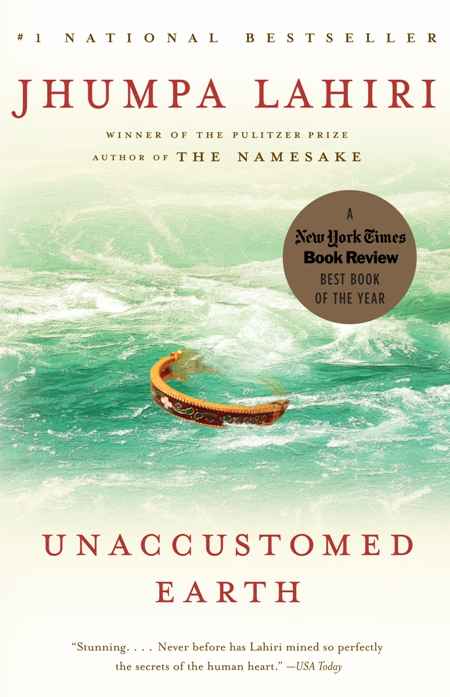 #1 NATIONAL BESTSELLER
JHUMPA LAHIRI
WINNER OF THE PULITZER PRIZE
AUTHOR OF THE NAMESAKE
A
New York Times
Book Review
BEST BOOK
OF THE YEAR
UNACCUSTOMED
EARTH
“Stunning. . . . Never before has Lahiri mined so perfectly
the secrets of the human heart.” —USA Today